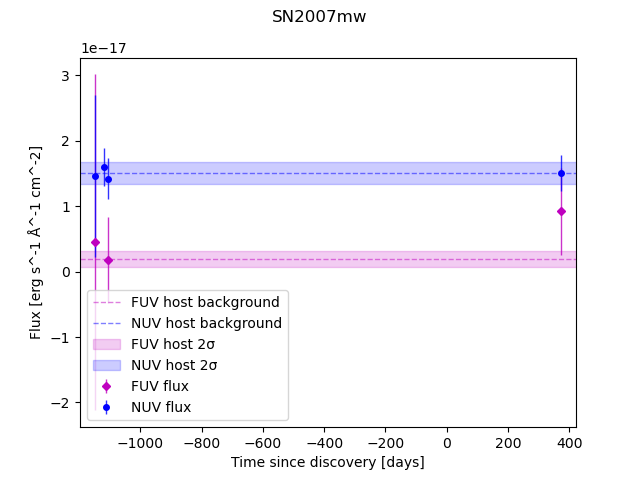 SN2007mw
1e−17
3
2
1
0
−1
−2
Flux [erg s^-1 Å^-1 cm^-2]
FUV host background
NUV host background
FUV host 2σ
NUV host 2σ
FUV flux
NUV flux
−1000
−800
−600
−400
−200
0
200
400
Time since discovery [days]